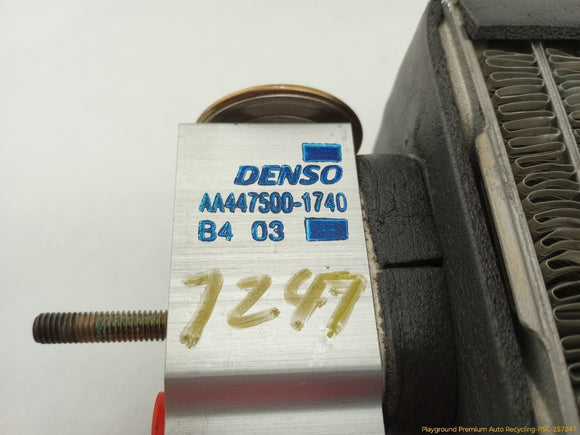 DENSO
AA447500-1740
B4 03
7247
Playground Premium Auto Recycling-PSC-257247